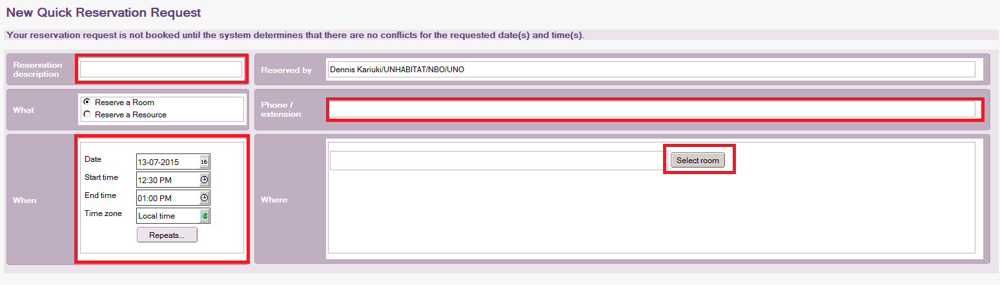 New Quick Reservation Request
Your reservation request is not booked until the system determines that there are no conflicts for the requested date(s) and time(s).
Reservation
description
Reserved by
Dennis Kariuki/UNHABITAT/NBO/UNO
What
Reserve a Room
Reserve a Resource
Phone /
extension
When
Date
13-07-2015
16
Start time
12:30 PM
End time
01:00 PM
Time zone
Local time
Repeats...
Where
Select room